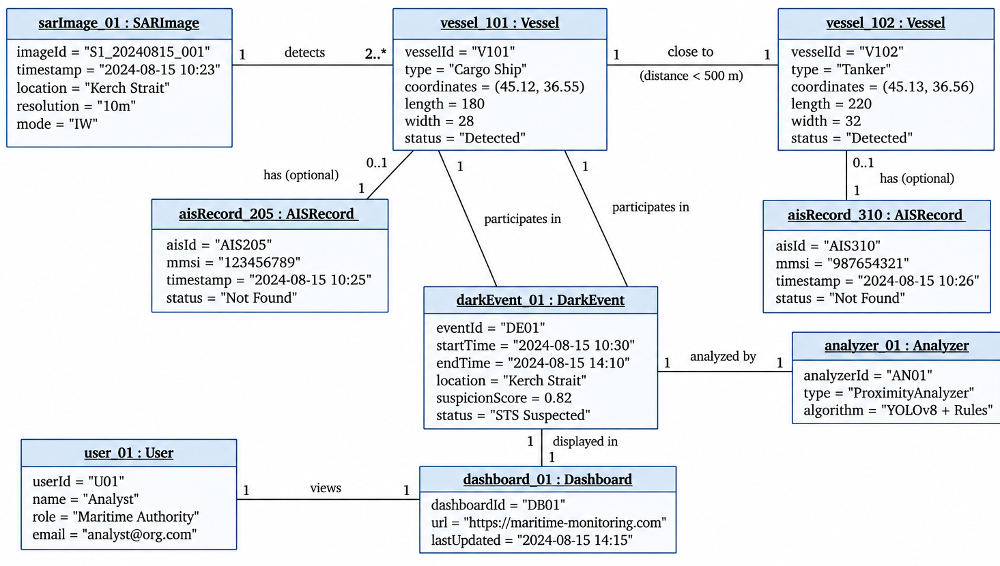 sarImage_01 : SARImage
imageId = "S1_20240815_001"
timestamp = "2024-08-15 10:23"
location = "Kerch Strait"
resolution = "10m"
mode = "IW"
1
detects
2..*
vessel_101 : Vessel
vesselId = "V101"
type = "Cargo Ship"
coordinates = (45.12, 36.55)
length = 180
width = 28
status = "Detected"
1
close to
1
(distance < 500 m)
vessel_102 : Vessel
vesselId = "V102"
type = "Tanker"
coordinates = (45.13, 36.56)
length = 220
width = 32
status = "Detected"
0..1
has (optional)
1
1
participates in
1
participates in
0..1
has (optional)
1
aisRecord_205 : AISRecord
aisId = "AIS205"
mmsi = "123456789"
timestamp = "2024-08-15 10:25"
status = "Not Found"
aisRecord_310 : AISRecord
aisId = "AIS310"
mmsi = "987654321"
timestamp = "2024-08-15 10:26"
status = "Not Found"
darkEvent_01 : DarkEvent
eventId = "DE01"
startTime = "2024-08-15 10:30"
endTime = "2024-08-15 14:10"
location = "Kerch Strait"
suspicionScore = 0.82
status = "STS Suspected"
1
analyzed by
1
analyzer_01 : Analyzer
analyzerId = "AN01"
type = "ProximityAnalyzer"
algorithm = "YOLOv8 + Rules"
1
displayed in
1
user_01 : User
userId = "U01"
name = "Analyst"
role = "Maritime Authority"
email = "analyst@org.com"
1
views
1
dashboard_01 : Dashboard
dashboardId = "DB01"
url = "https://maritime-monitoring.com"
lastUpdated = "2024-08-15 14:15"